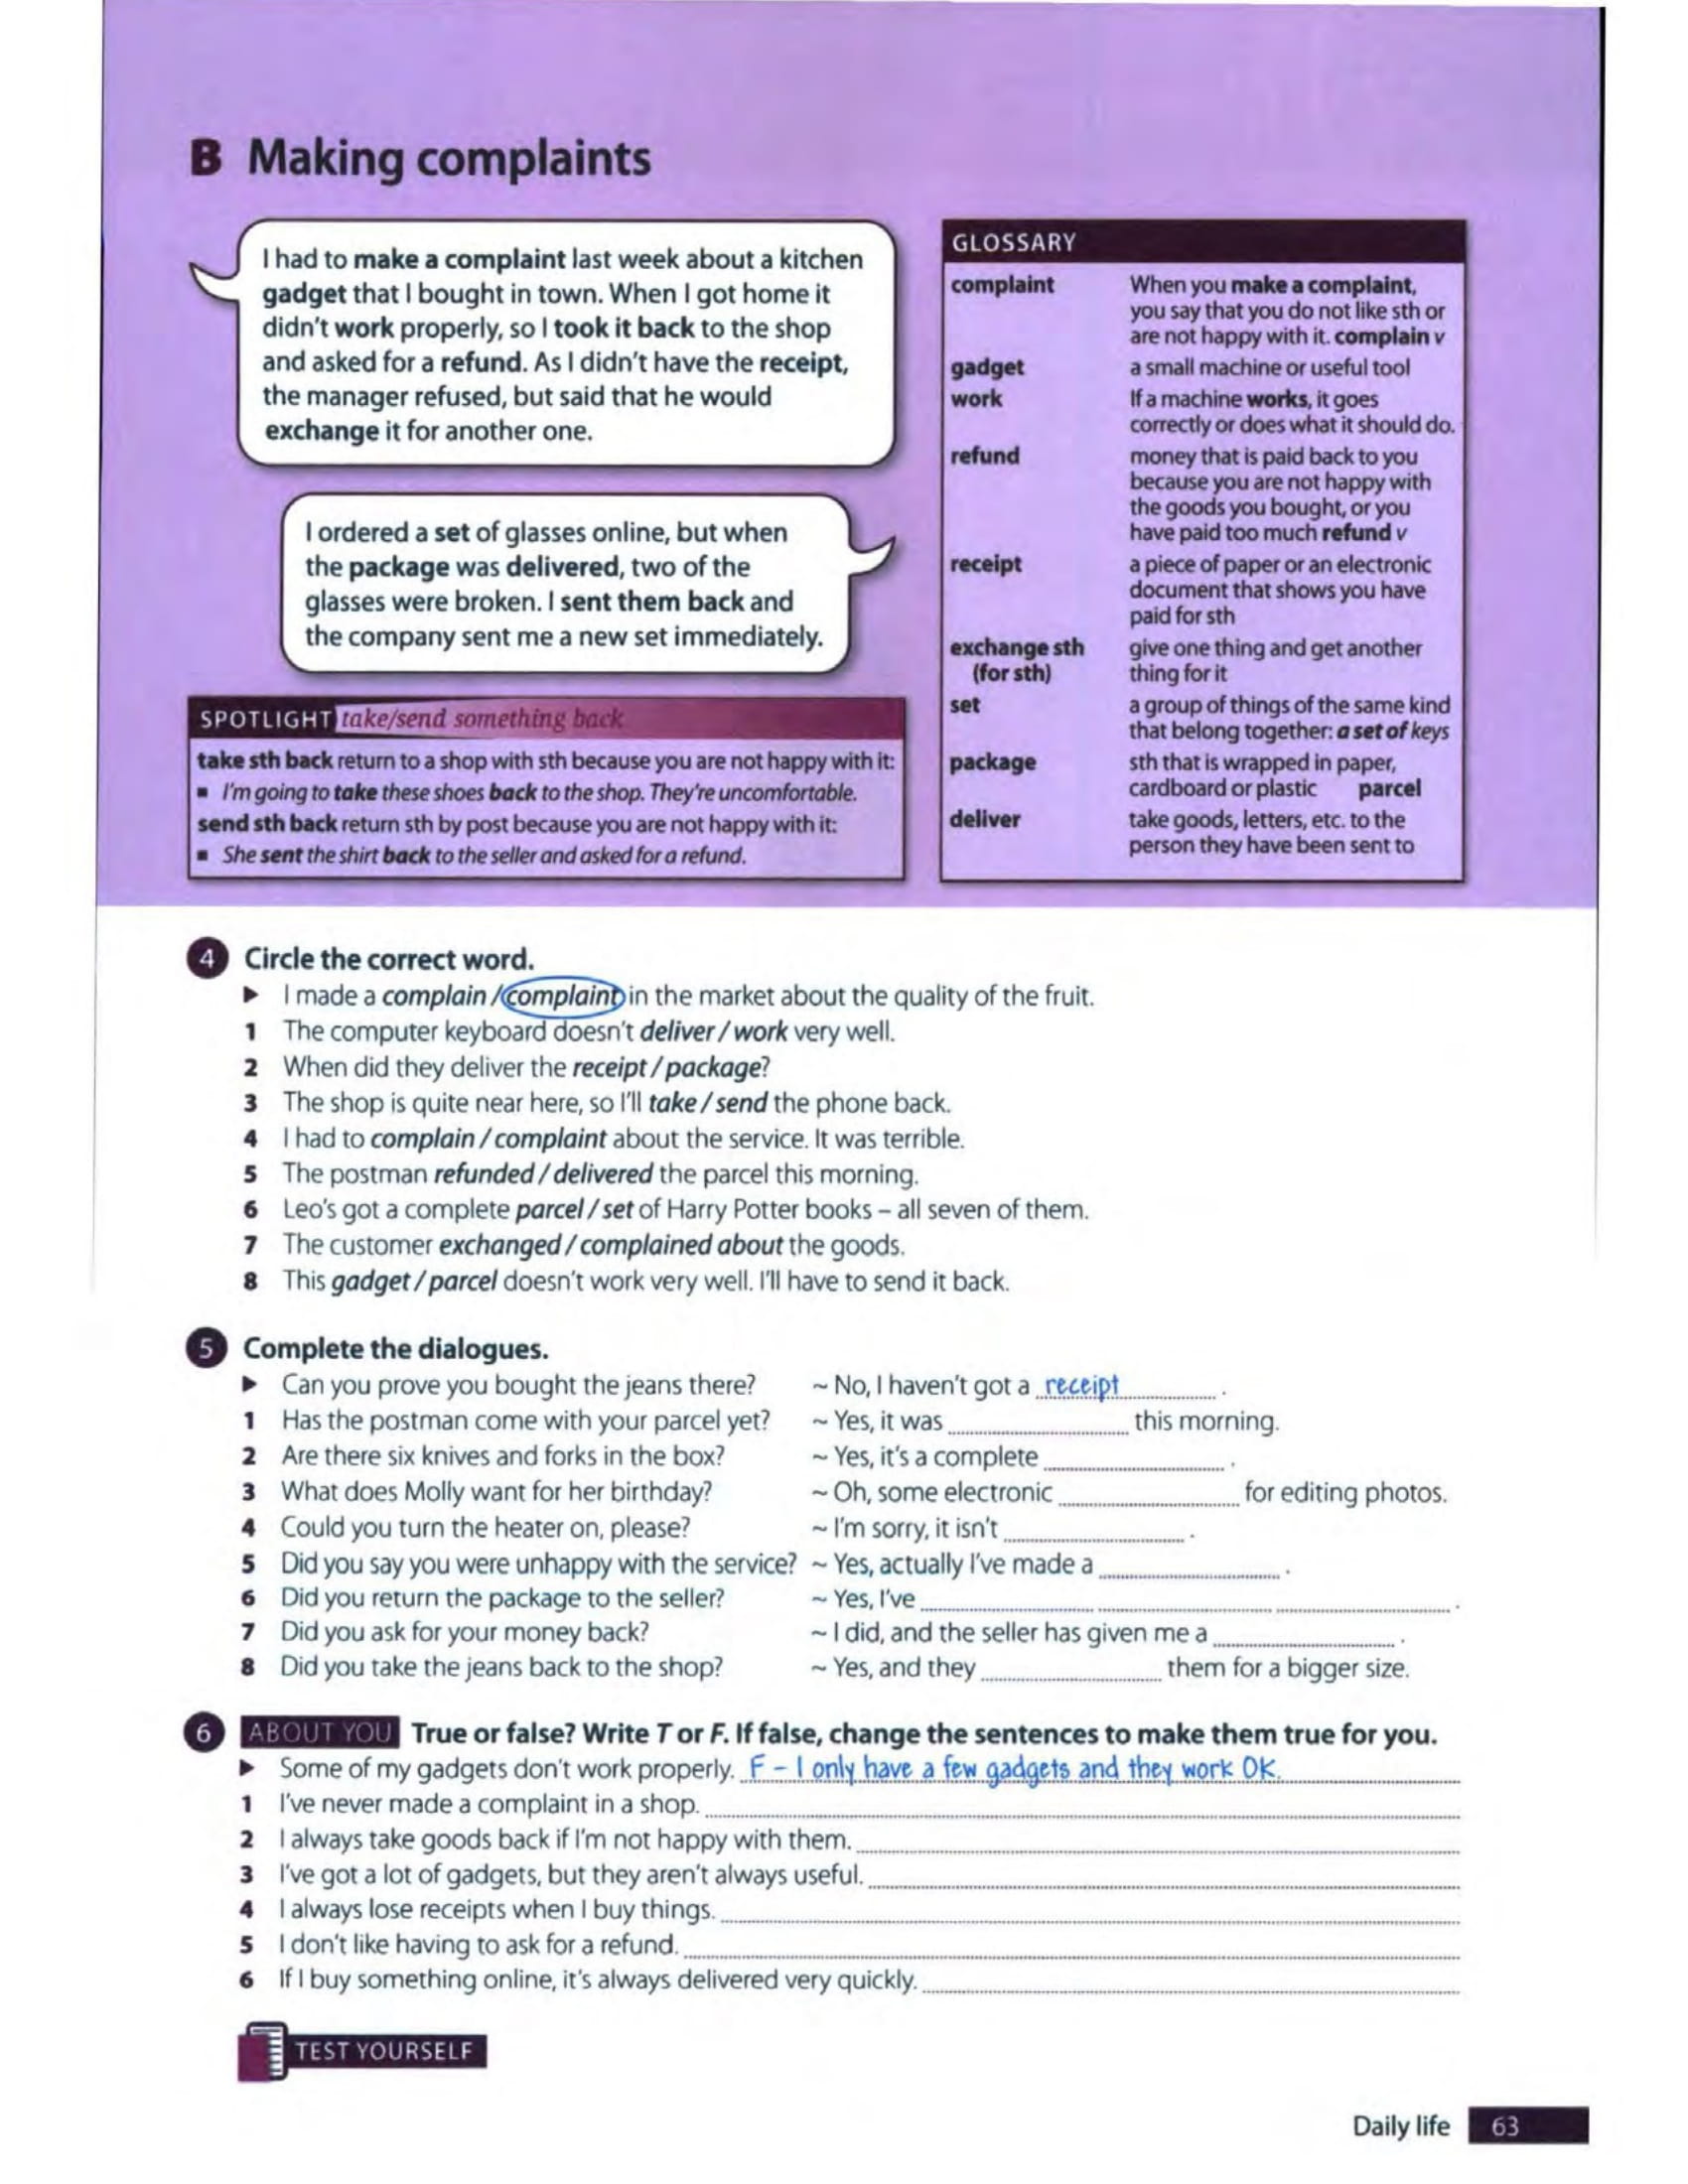 B Making complaints
I had to make a complaint last week about a kitchen
gadget that I bought in town. When I got home it
didn't work properly, so I took it back to the shop
and asked for a refund. As I didn't have the receipt,
the manager refused, but said that he would
exchange it for another one.
I ordered a set of glasses online, but when
the package was delivered, two of the
glasses were broken. I sent them back and
the company sent me a new set immediately.
SPOTLIGHT take/send something back
take sth back return to a shop with sth because you are not happy with it:
▪ I'm going to take these shoes back to the shop. They're uncomfortable.
send sth back return sth by post because you are not happy with it:
▪ She sent the shirt back to the seller and asked for a refund.
GLOSSARY
complaint When you make a complaint,
you say that you do not like sth or
are not happy with it. complain v
gadget a small machine or useful tool
work If a machine works, it goes
correctly or does what it should do.
refund money that is paid back to you
because you are not happy with
the goods you bought, or you
have paid too much refund v
receipt a piece of paper or an electronic
document that shows you have
paid for sth
exchange sth give one thing and get another
(for sth) thing for it
set a group of things of the same kind
that belong together: a set of keys
package sth that is wrapped in paper,
cardboard or plastic parcel
deliver take goods, letters, etc. to the
person they have been sent to
4 Circle the correct word.
▶ I made a complain / complaint in the market about the quality of the fruit.
1 The computer keyboard doesn't deliver / work very well.
2 When did they deliver the receipt / package?
3 The shop is quite near here, so I'll take / send the phone back.
4 I had to complain / complaint about the service. It was terrible.
5 The postman refunded / delivered the parcel this morning.
6 Leo's got a complete parcel / set of Harry Potter books – all seven of them.
7 The customer exchanged / complained about the goods.
8 This gadget / parcel doesn't work very well. I'll have to send it back.
5 Complete the dialogues.
▶ Can you prove you bought the jeans there? ~ No, I haven't got a receipt .
1 Has the postman come with your parcel yet? ~ Yes, it was this morning.
2 Are there six knives and forks in the box? ~ Yes, it's a complete .
3 What does Molly want for her birthday? ~ Oh, some electronic for editing photos.
4 Could you turn the heater on, please? ~ I'm sorry, it isn't .
5 Did you say you were unhappy with the service? ~ Yes, actually I've made a .
6 Did you return the package to the seller? ~ Yes, I've .
7 Did you ask for your money back? ~ I did, and the seller has given me a .
8 Did you take the jeans back to the shop? ~ Yes, and they them for a bigger size.
6 ABOUT YOU True or false? Write T or F. If false, change the sentences to make them true for you.
▶ Some of my gadgets don't work properly. F – I only have a few gadgets and they work OK.
1 I've never made a complaint in a shop.
2 I always take goods back if I'm not happy with them.
3 I've got a lot of gadgets, but they aren't always useful.
4 I always lose receipts when I buy things.
5 I don't like having to ask for a refund.
6 If I buy something online, it's always delivered very quickly.
TEST YOURSELF
Daily life 63